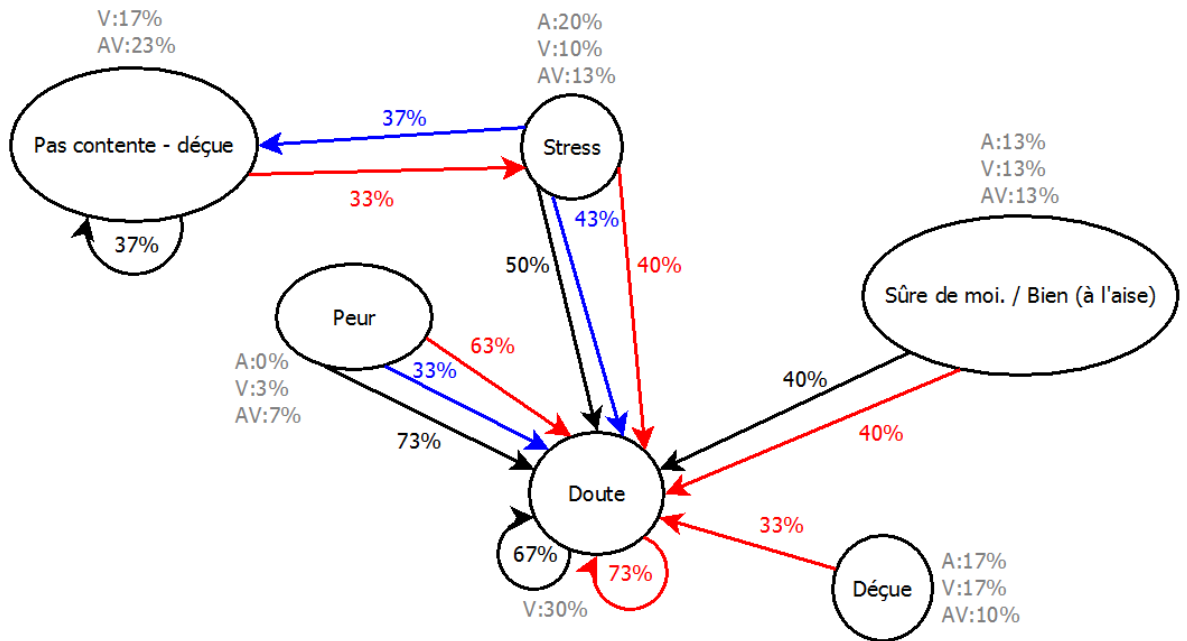 V:17%
AV:23%
A:20%
V:10%
AV:13%
37%
Pas contente - déçue
Stress
33%
37%
A:13%
V:13%
AV:13%
43%
50%
40%
Sûre de moi. / Bien (à l'aise)
Peur
63%
A:0%
V:3%
AV:7%
33%
73%
40%
40%
Doute
33%
67%
73%
V:30%
Déçue
A:17%
V:17%
AV:10%